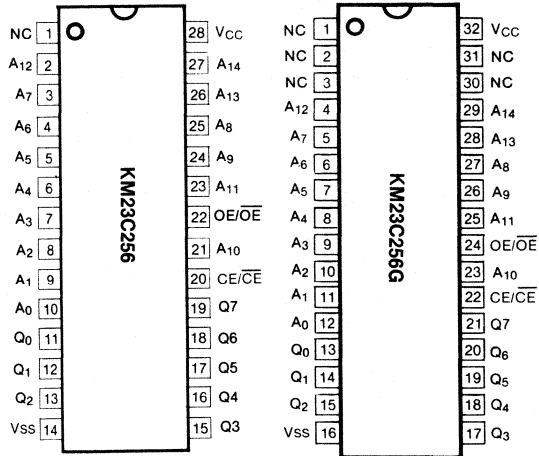 NC 1 28 VCC
A12 2 27 A14
A7 3 26 A13
A6 4 25 A8
A5 5 24 A9
A4 6 23 A11
A3 7 22 OE/O̅E̅
A2 8 21 A10
A1 9 20 CE/C̅E̅
A0 10 19 Q7
Q0 11 18 Q6
Q1 12 17 Q5
Q2 13 16 Q4
VSS 14 15 Q3
KM23C256
NC 1 32 VCC
NC 2 31 NC
NC 3 30 NC
A12 4 29 A14
A7 5 28 A13
A6 6 27 A8
A5 7 26 A9
A4 8 25 A11
A3 9 24 OE/O̅E̅
A2 10 23 A10
A1 11 22 CE/C̅E̅
A0 12 21 Q7
Q0 13 20 Q6
Q1 14 19 Q5
Q2 15 18 Q4
VSS 16 17 Q3
KM23C256G